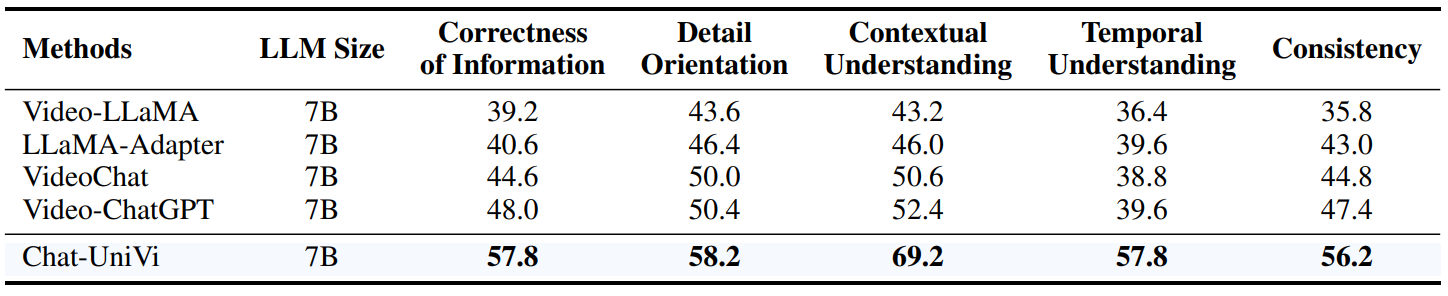 Methods LLM Size Correctness of Information Detail Orientation Contextual Understanding Temporal Understanding Consistency
Video-LLaMA 7B 39.2 43.6 43.2 36.4 35.8
LLaMA-Adapter 7B 40.6 46.4 46.0 39.6 43.0
VideoChat 7B 44.6 50.0 50.6 38.8 44.8
Video-ChatGPT 7B 48.0 50.4 52.4 39.6 47.4
Chat-UniVi 7B 57.8 58.2 69.2 57.8 56.2